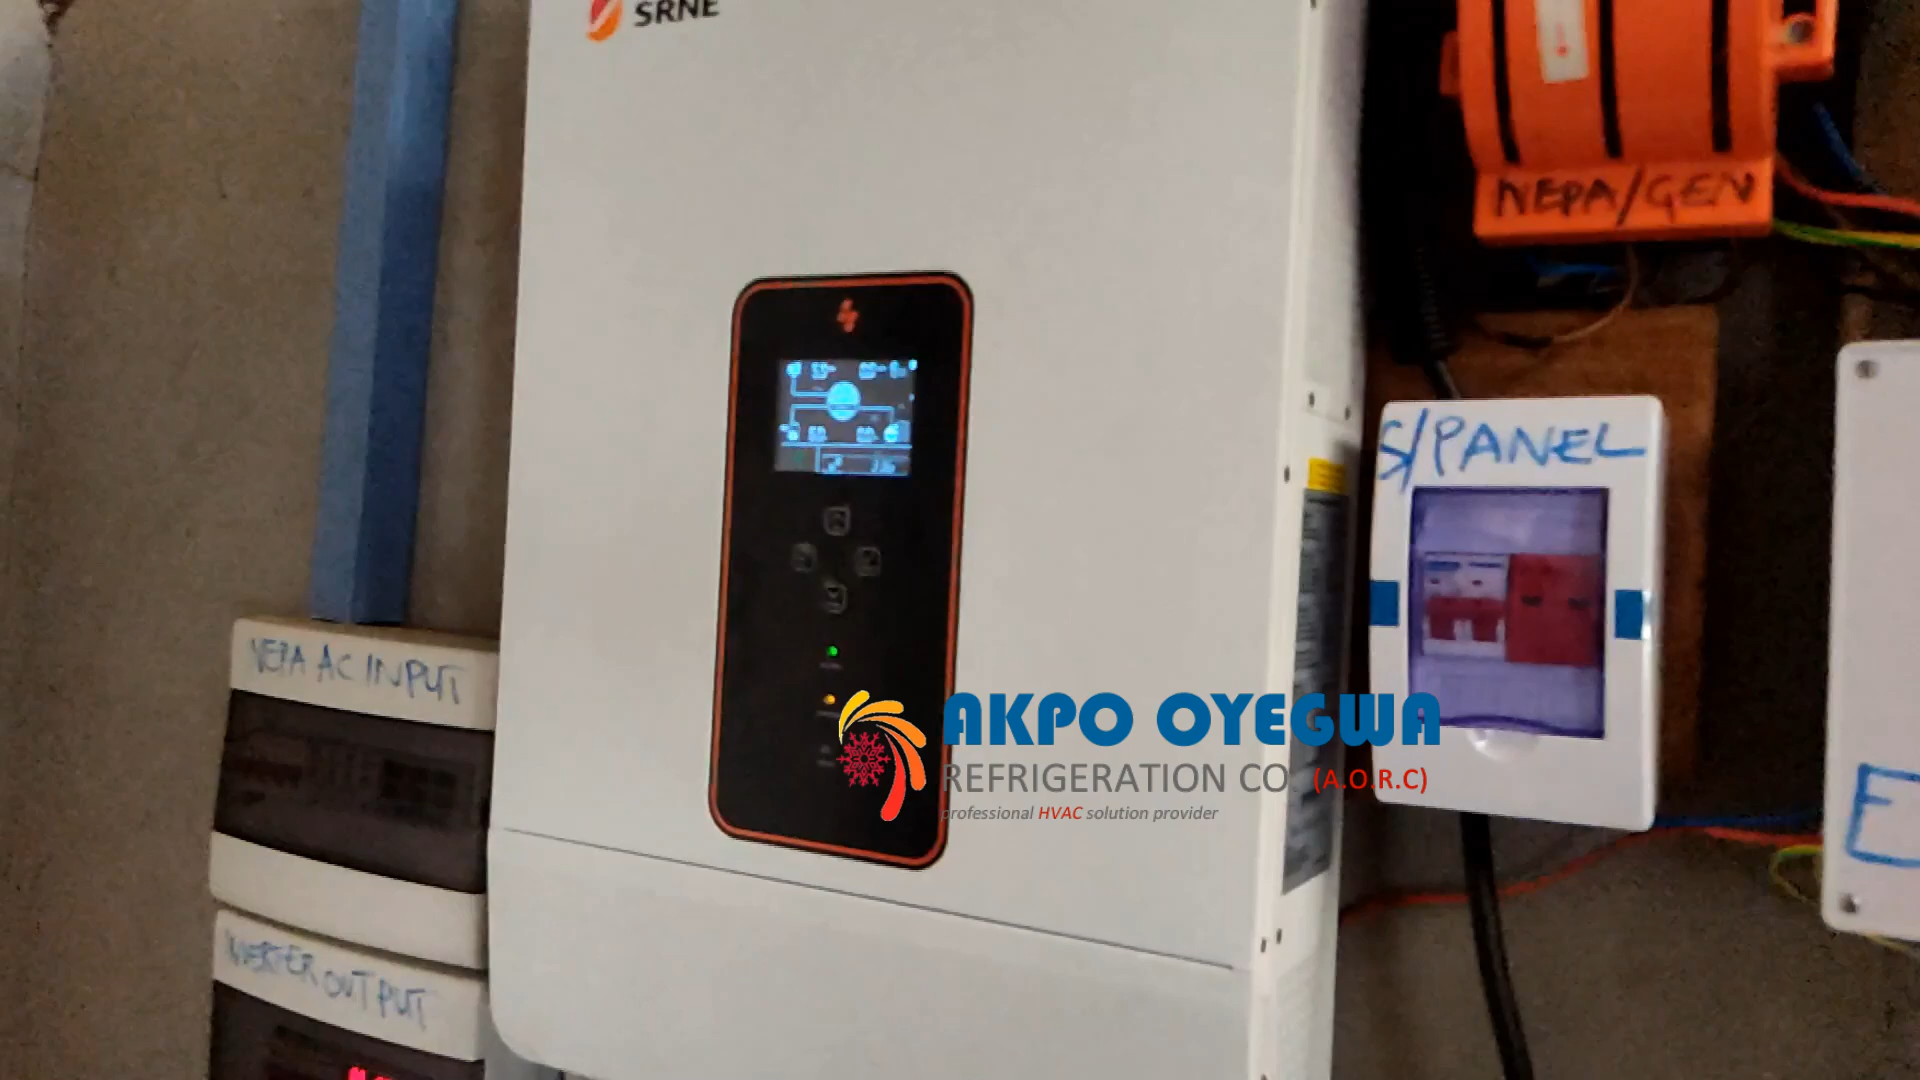 SRNE
NEPA/GEN
S/PANEL
NEPA AC INPUT
INVERTER OUTPUT
AKPO OYEGWA
REFRIGERATION CO. (A.O.R.C)
professional HVAC solution provider
E